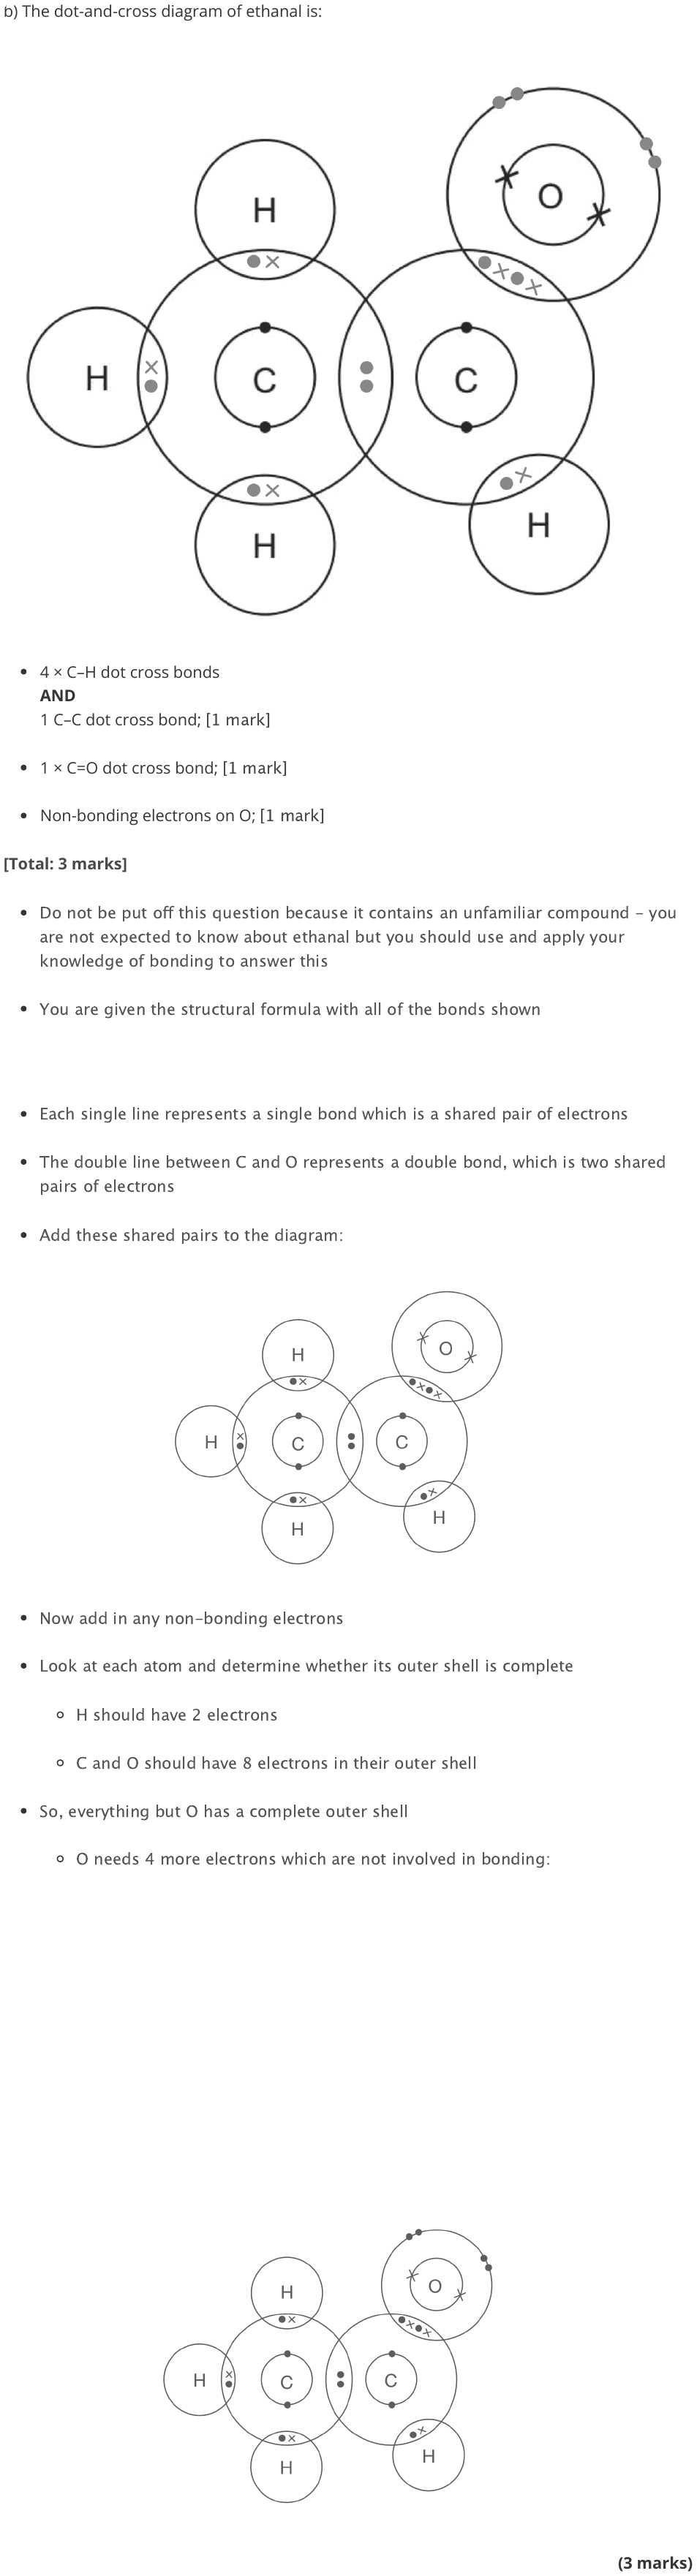 b) The dot-and-cross diagram of ethanal is:
H
O
H
C
C
H
H
• 4 × C–H dot cross bonds
AND
1 C–C dot cross bond; [1 mark]
• 1 × C=O dot cross bond; [1 mark]
• Non-bonding electrons on O; [1 mark]
[Total: 3 marks]
• Do not be put off this question because it contains an unfamiliar compound – you
are not expected to know about ethanal but you should use and apply your
knowledge of bonding to answer this
• You are given the structural formula with all of the bonds shown
• Each single line represents a single bond which is a shared pair of electrons
• The double line between C and O represents a double bond, which is two shared
pairs of electrons
• Add these shared pairs to the diagram:
H
O
H
C
C
H
H
• Now add in any non-bonding electrons
• Look at each atom and determine whether its outer shell is complete
○ H should have 2 electrons
○ C and O should have 8 electrons in their outer shell
• So, everything but O has a complete outer shell
○ O needs 4 more electrons which are not involved in bonding:
H
O
H
C
C
H
H
(3 marks)